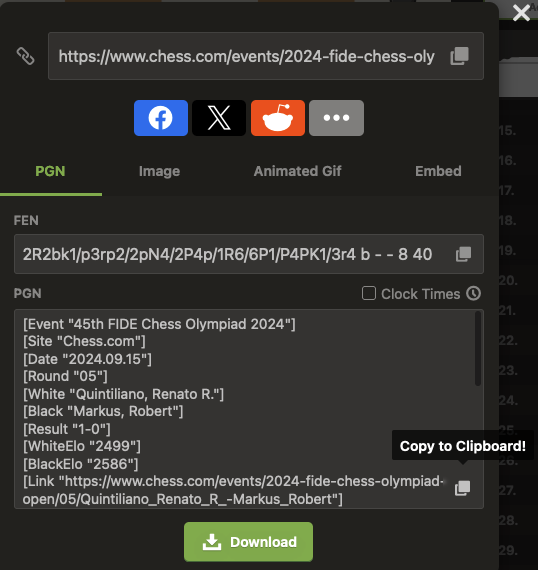 https://www.chess.com/events/2024-fide-chess-oly
PGN
Image
Animated Gif
Embed
FEN
2R2bk1/p3rp2/2pN4/2P4p/1R6/6P1/P4PK1/3r4 b - - 8 40
PGN
Clock Times
[Event "45th FIDE Chess Olympiad 2024"]
[Site "Chess.com"]
[Date "2024.09.15"]
[Round "05"]
[White "Quintiliano, Renato R."]
[Black "Markus, Robert"]
[Result "1-0"]
[WhiteElo "2499"]
[BlackElo "2586"]
[Link "https://www.chess.com/events/2024-fide-chess-olympiad-
open/05/Quintiliano_Renato_R_-Markus_Robert"]
Copy to Clipboard!
Download
15.
16.
17.
18.
19.
20.
21.
22.
23.
24.
25.
26.
27.
28.
29.